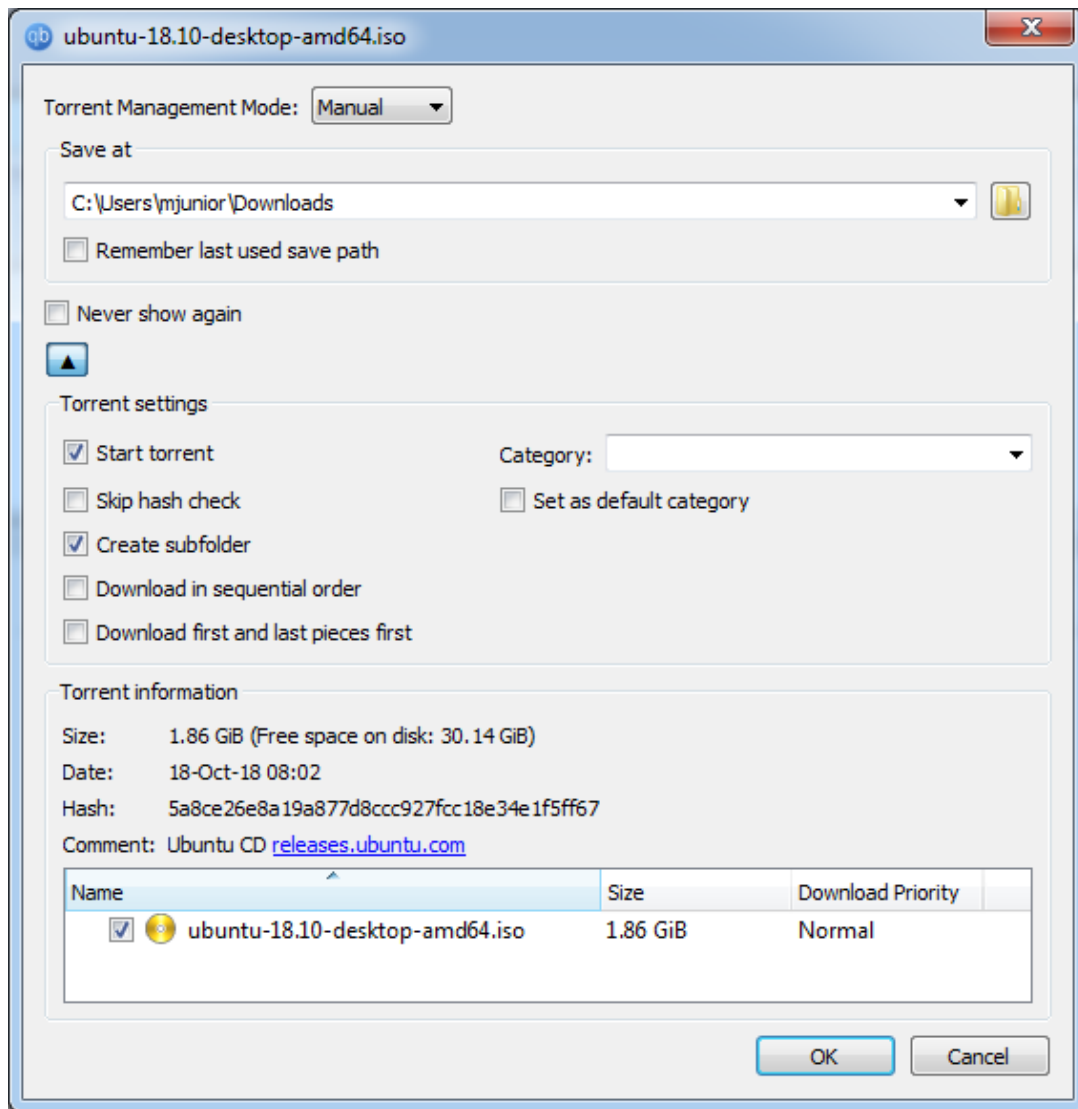 qb ubuntu-18.10-desktop-amd64.iso
Torrent Management Mode: Manual
Save at
C:\Users\mjunior\Downloads
Remember last used save path
Never show again
Torrent settings
Start torrent Category:
Skip hash check Set as default category
Create subfolder
Download in sequential order
Download first and last pieces first
Torrent information
Size: 1.86 GiB (Free space on disk: 30.14 GiB)
Date: 18-Oct-18 08:02
Hash: 5a8ce26e8a19a877d8ccc927fcc18e34e1f5ff67
Comment: Ubuntu CD releases.ubuntu.com
Name Size Download Priority
ubuntu-18.10-desktop-amd64.iso 1.86 GiB Normal
OK Cancel